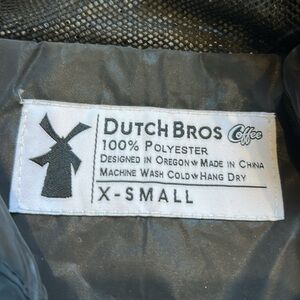 DUTCH BROS Coffee
100% POLYESTER
DESIGNED IN OREGON MADE IN CHINA
MACHINE WASH COLD HANG DRY
X-SMALL